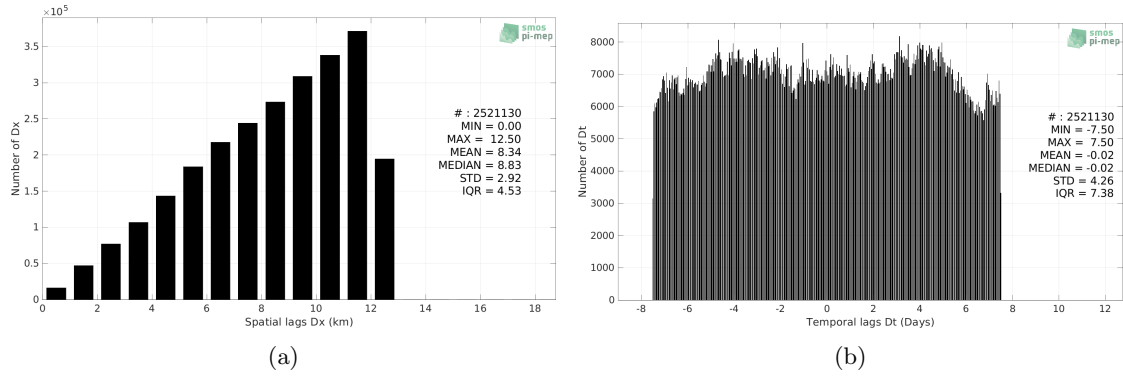 ×10⁵
3.5
3
2.5
2
1.5
1
0.5
0
0 2 4 6 8 10 12 14 16 18
Number of Dx
Spatial lags Dx (km)
smos
pi-mep
# : 2521130
MIN = 0.00
MAX = 12.50
MEAN = 8.34
MEDIAN = 8.83
STD = 2.92
IQR = 4.53
(a)
8000
7000
6000
5000
4000
3000
2000
1000
0
-8 -6 -4 -2 0 2 4 6 8 10 12
Number of Dt
Temporal lags Dt (Days)
smos
pi-mep
# : 2521130
MIN = -7.50
MAX = 7.50
MEAN = -0.02
MEDIAN = -0.02
STD = 4.26
IQR = 7.38
(b)